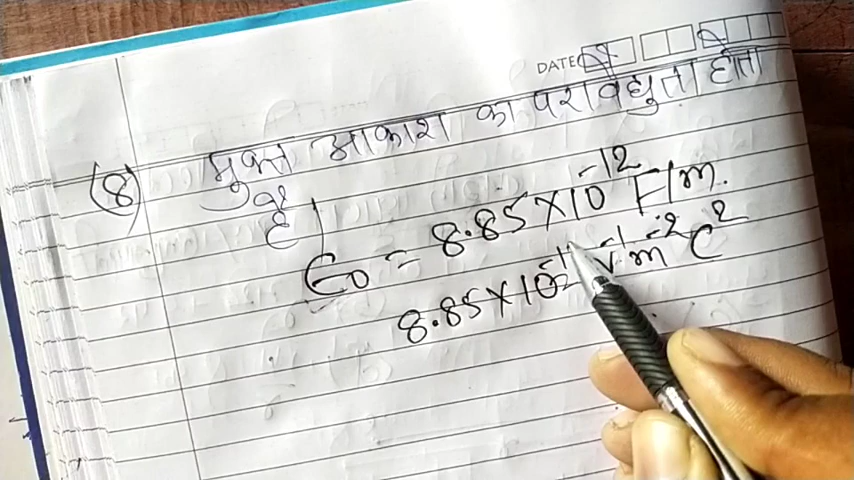 DATE
(8) मुक्त आकाश का परावैद्युता होता
है।
ε₀ = 8.85×10⁻¹² F/m.
8.85×10⁻¹² N⁻¹m⁻²C²